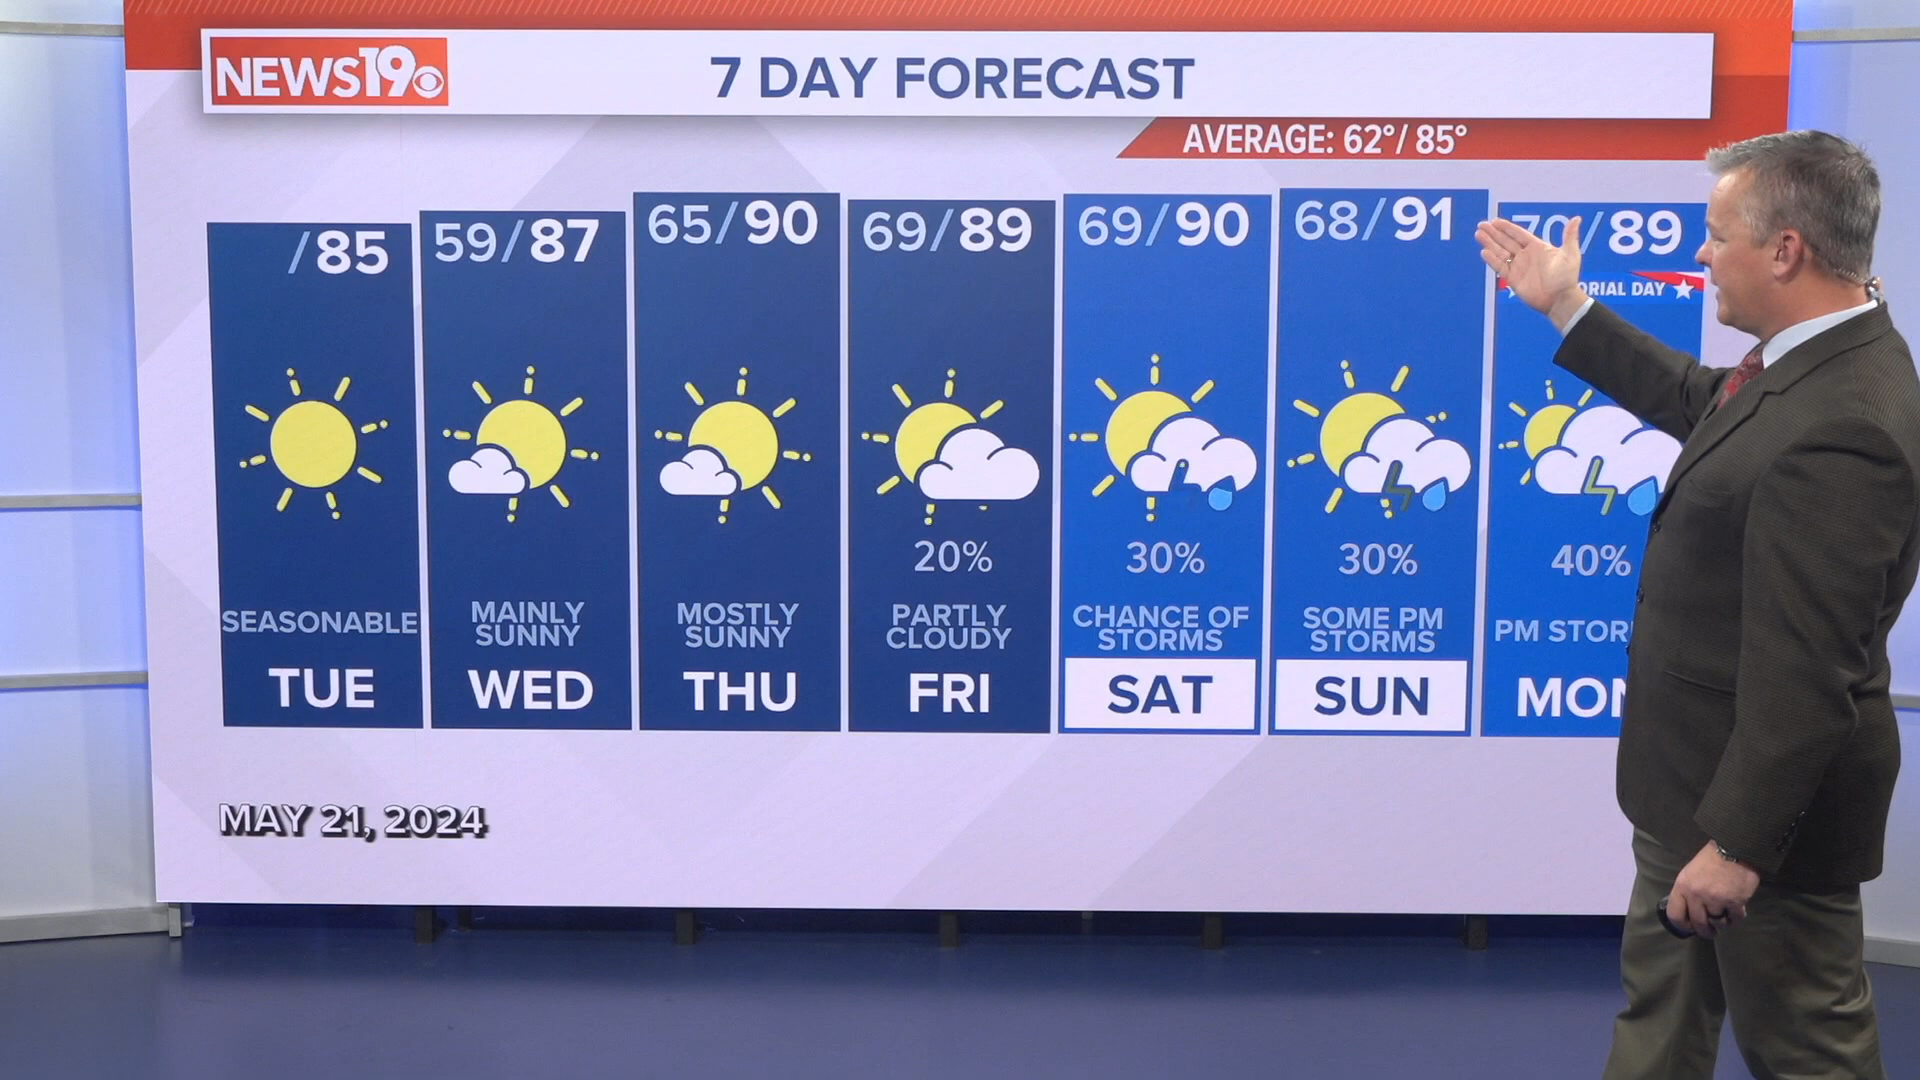 NEWS19
7 DAY FORECAST
AVERAGE: 62°/ 85°
/85
59/87
65/90
69/89
69/90
68/91
70/89
DAY
20%
30%
30%
40%
SEASONABLE
MAINLY
SUNNY
MOSTLY
SUNNY
PARTLY
CLOUDY
CHANCE OF
STORMS
SOME PM
STORMS
PM
TUE
WED
THU
FRI
SAT
SUN
MON
MAY 21, 2024